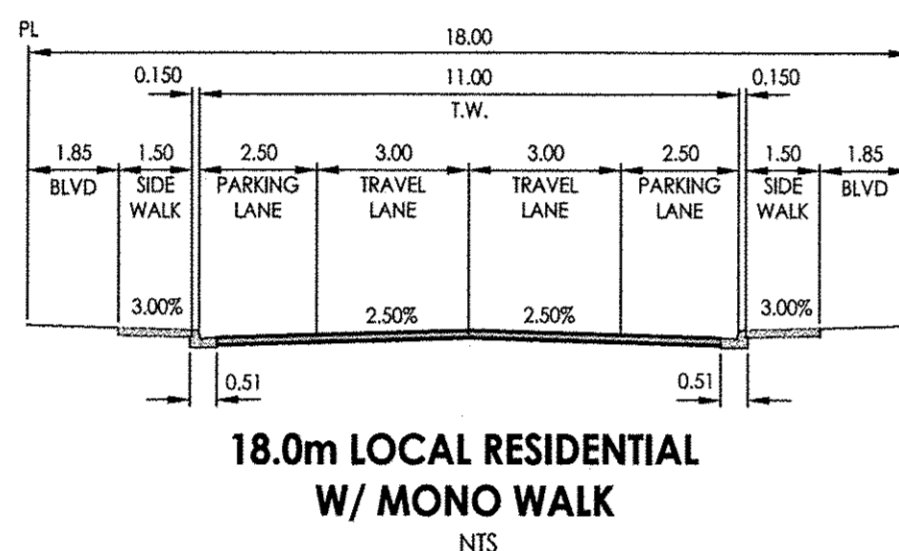 PL
18.00
0.150 11.00 0.150
T.W.
1.85 1.50 2.50 3.00 3.00 2.50 1.50 1.85
BLVD SIDE PARKING TRAVEL TRAVEL PARKING SIDE BLVD
WALK LANE LANE LANE LANE WALK
3.00% 2.50% 2.50% 3.00%
0.51 0.51
18.0m LOCAL RESIDENTIAL
W/ MONO WALK
NTS